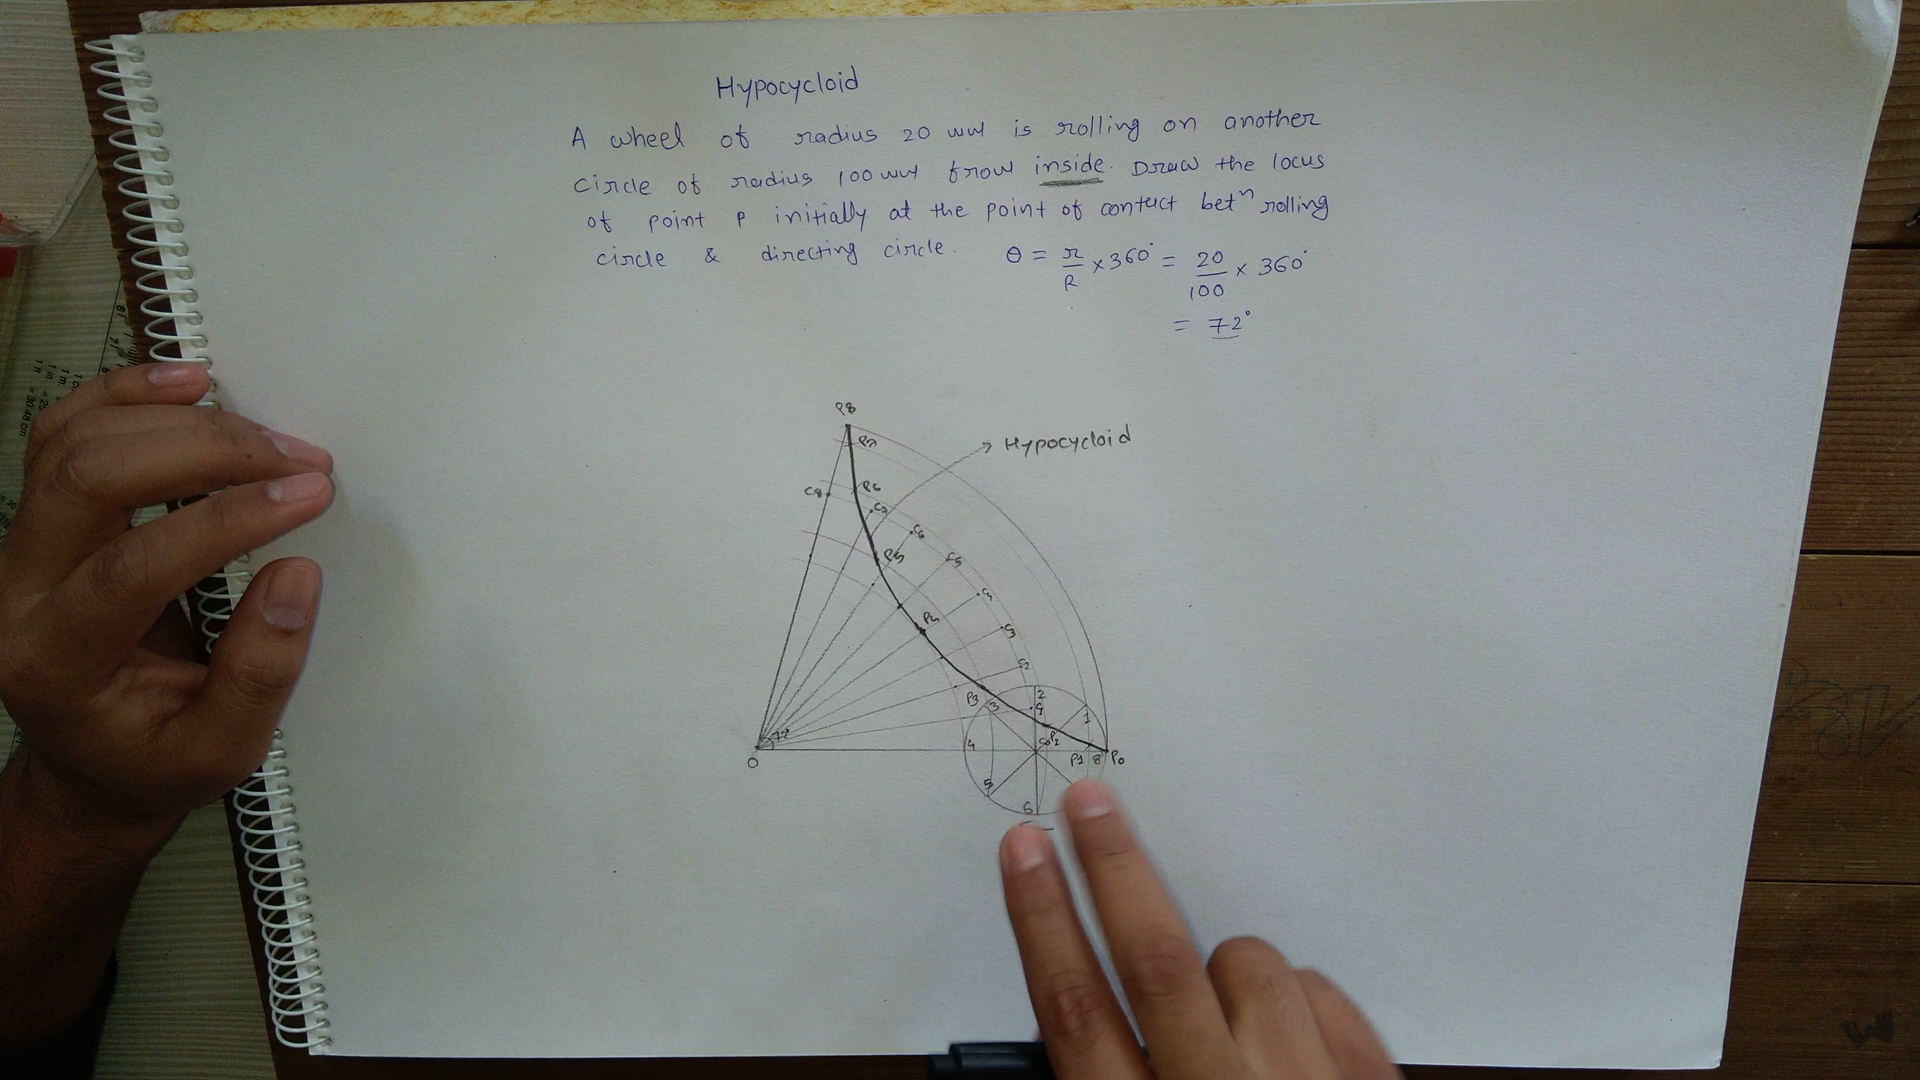 Hypocycloid
A wheel of radius 20 mm is rolling on another
circle of radius 100 mm from inside. Draw the locus
of point P initially at the point of contact betⁿ rolling
circle & directing circle. θ = r/R × 360° = 20/100 × 360°
= 72°
P8
P7
Hypocycloid
C8
P6
C7
C6
P5
C5
C4
P4
C3
C2
P3
3
2
C1
1
72°
4
C0
P2
O
P1
8
P0
5
6